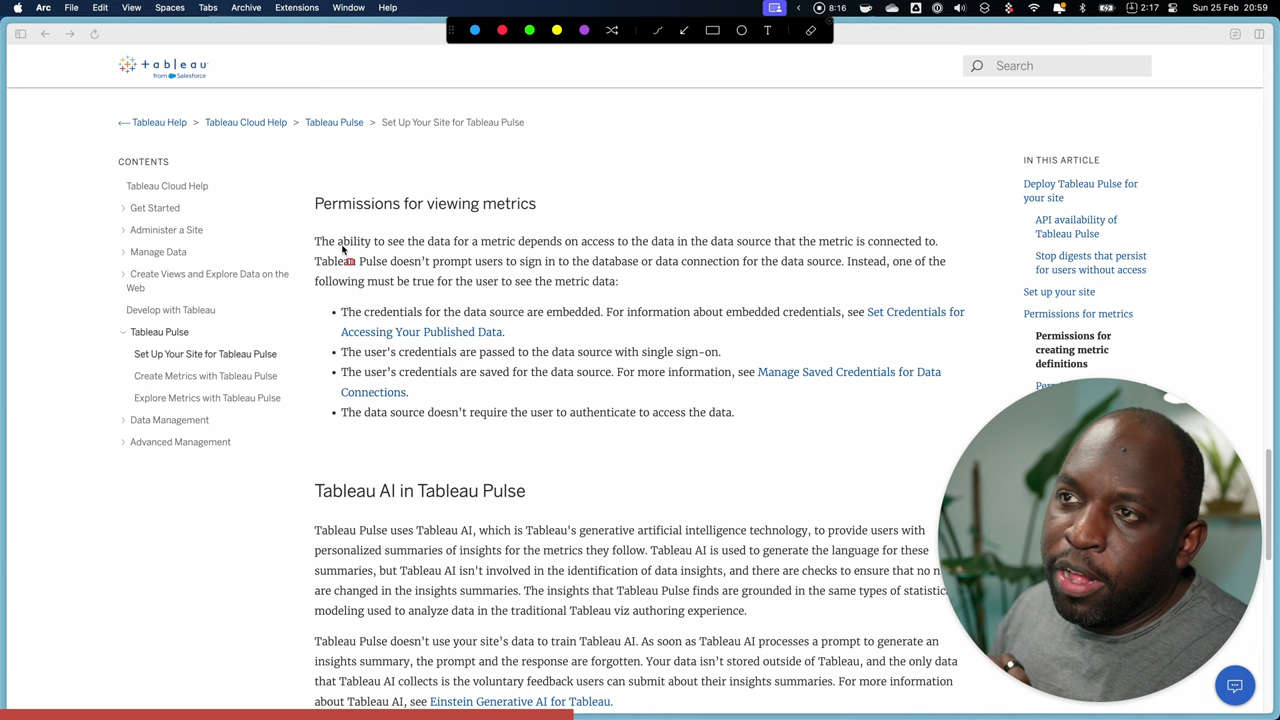 Arc File Edit View Spaces Tabs Archive Extensions Window Help
8:16
2:17
Sun 25 Feb 20:59
T
+ a b l e a u
from Salesforce
Search
Tableau Help > Tableau Cloud Help > Tableau Pulse > Set Up Your Site for Tableau Pulse
CONTENTS
Tableau Cloud Help
Get Started
Administer a Site
Manage Data
Create Views and Explore Data on the
Web
Develop with Tableau
Tableau Pulse
Set Up Your Site for Tableau Pulse
Create Metrics with Tableau Pulse
Explore Metrics with Tableau Pulse
Data Management
Advanced Management
Permissions for viewing metrics
The ability to see the data for a metric depends on access to the data in the data source that the metric is connected to.
Tableau Pulse doesn't prompt users to sign in to the database or data connection for the data source. Instead, one of the
following must be true for the user to see the metric data:
• The credentials for the data source are embedded. For information about embedded credentials, see Set Credentials for
Accessing Your Published Data.
• The user's credentials are passed to the data source with single sign-on.
• The user's credentials are saved for the data source. For more information, see Manage Saved Credentials for Data
Connections.
• The data source doesn't require the user to authenticate to access the data.
Tableau AI in Tableau Pulse
Tableau Pulse uses Tableau AI, which is Tableau's generative artificial intelligence technology, to provide users with
personalized summaries of insights for the metrics they follow. Tableau AI is used to generate the language for these
summaries, but Tableau AI isn't involved in the identification of data insights, and there are checks to ensure that no
are changed in the insights summaries. The insights that Tableau Pulse finds are grounded in the same types of
modeling used to analyze data in the traditional Tableau viz authoring experience.
Tableau Pulse doesn't use your site's data to train Tableau AI. As soon as Tableau AI processes a prompt to generate an
insights summary, the prompt and the response are forgotten. Your data isn't stored outside of Tableau, and the only data
that Tableau AI collects is the voluntary feedback users can submit about their insights summaries. For more information
about Tableau AI, see Einstein Generative AI for Tableau.
IN THIS ARTICLE
Deploy Tableau Pulse for
your site
API availability of
Tableau Pulse
Stop digests that persist
for users without access
Set up your site
Permissions for metrics
Permissions for
creating metric
definitions